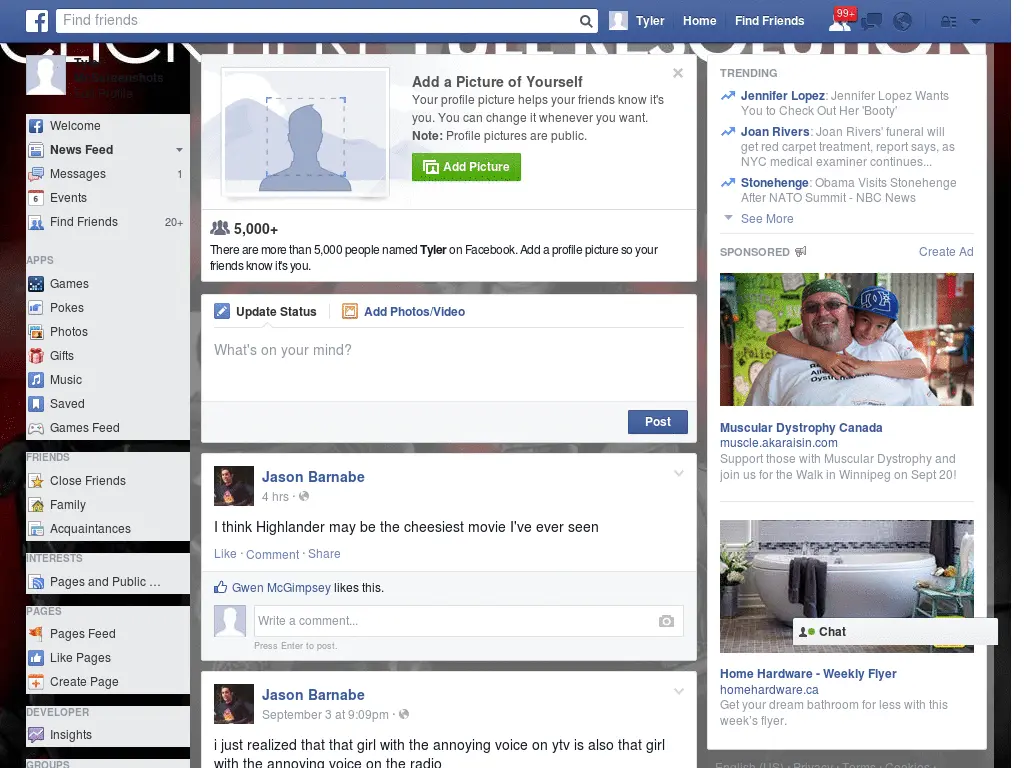 CLICK HERE FULL RESOLUTION
Find friends
Tyler
Home
Find Friends
99+
Welcome
News Feed
Messages 1
6 Events
Find Friends 20+
APPS
Games
Pokes
Photos
Gifts
Music
Saved
Games Feed
FRIENDS
Close Friends
Family
Acquaintances
INTERESTS
Pages and Public ...
PAGES
Pages Feed
Like Pages
Create Page
DEVELOPER
Insights
GROUPS
Add a Picture of Yourself
Your profile picture helps your friends know it's
you. You can change it whenever you want.
Note: Profile pictures are public.
Add Picture
5,000+
There are more than 5,000 people named Tyler on Facebook. Add a profile picture so your
friends know it's you.
Update Status
Add Photos/Video
What's on your mind?
Post
Jason Barnabe
4 hrs ·
I think Highlander may be the cheesiest movie I've ever seen
Like · Comment · Share
Gwen McGimpsey likes this.
Write a comment...
Press Enter to post.
Jason Barnabe
September 3 at 9:09pm ·
i just realized that that girl with the annoying voice on ytv is also that girl
with the annoying voice on the radio
TRENDING
Jennifer Lopez: Jennifer Lopez Wants
You to Check Out Her 'Booty'
Joan Rivers: Joan Rivers' funeral will
get red carpet treatment, report says, as
NYC medical examiner continues...
Stonehenge: Obama Visits Stonehenge
After NATO Summit - NBC News
See More
SPONSORED
Create Ad
Muscular Dystrophy Canada
muscle.akaraisin.com
Support those with Muscular Dystrophy and
join us for the Walk in Winnipeg on Sept 20!
Chat
Home Hardware - Weekly Flyer
homehardware.ca
Get your dream bathroom for less with this
week's flyer.
English (US) · Privacy · Terms · Cookies ·